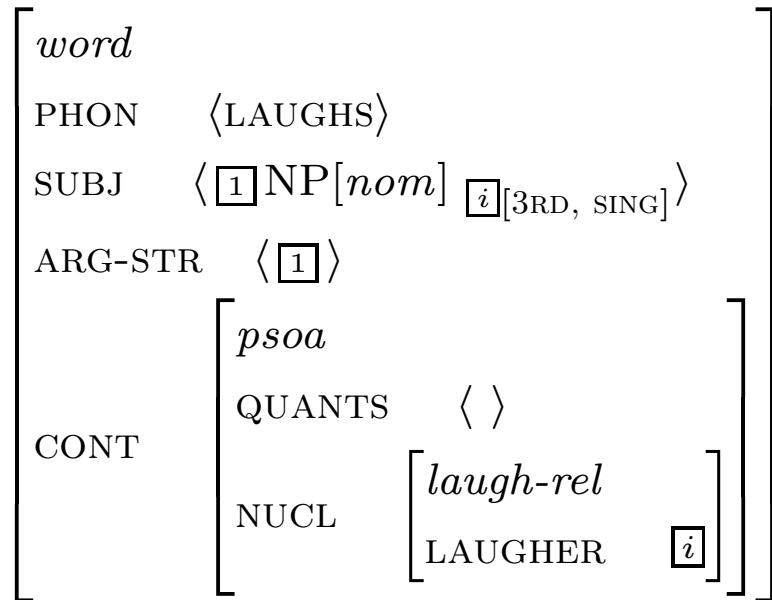 word
PHON ⟨LAUGHS⟩
SUBJ ⟨ 1 NP[nom] i[3RD, SING]⟩
ARG-STR ⟨ 1 ⟩
psoa
QUANTS ⟨ ⟩
CONT
laugh-rel
NUCL
LAUGHER i